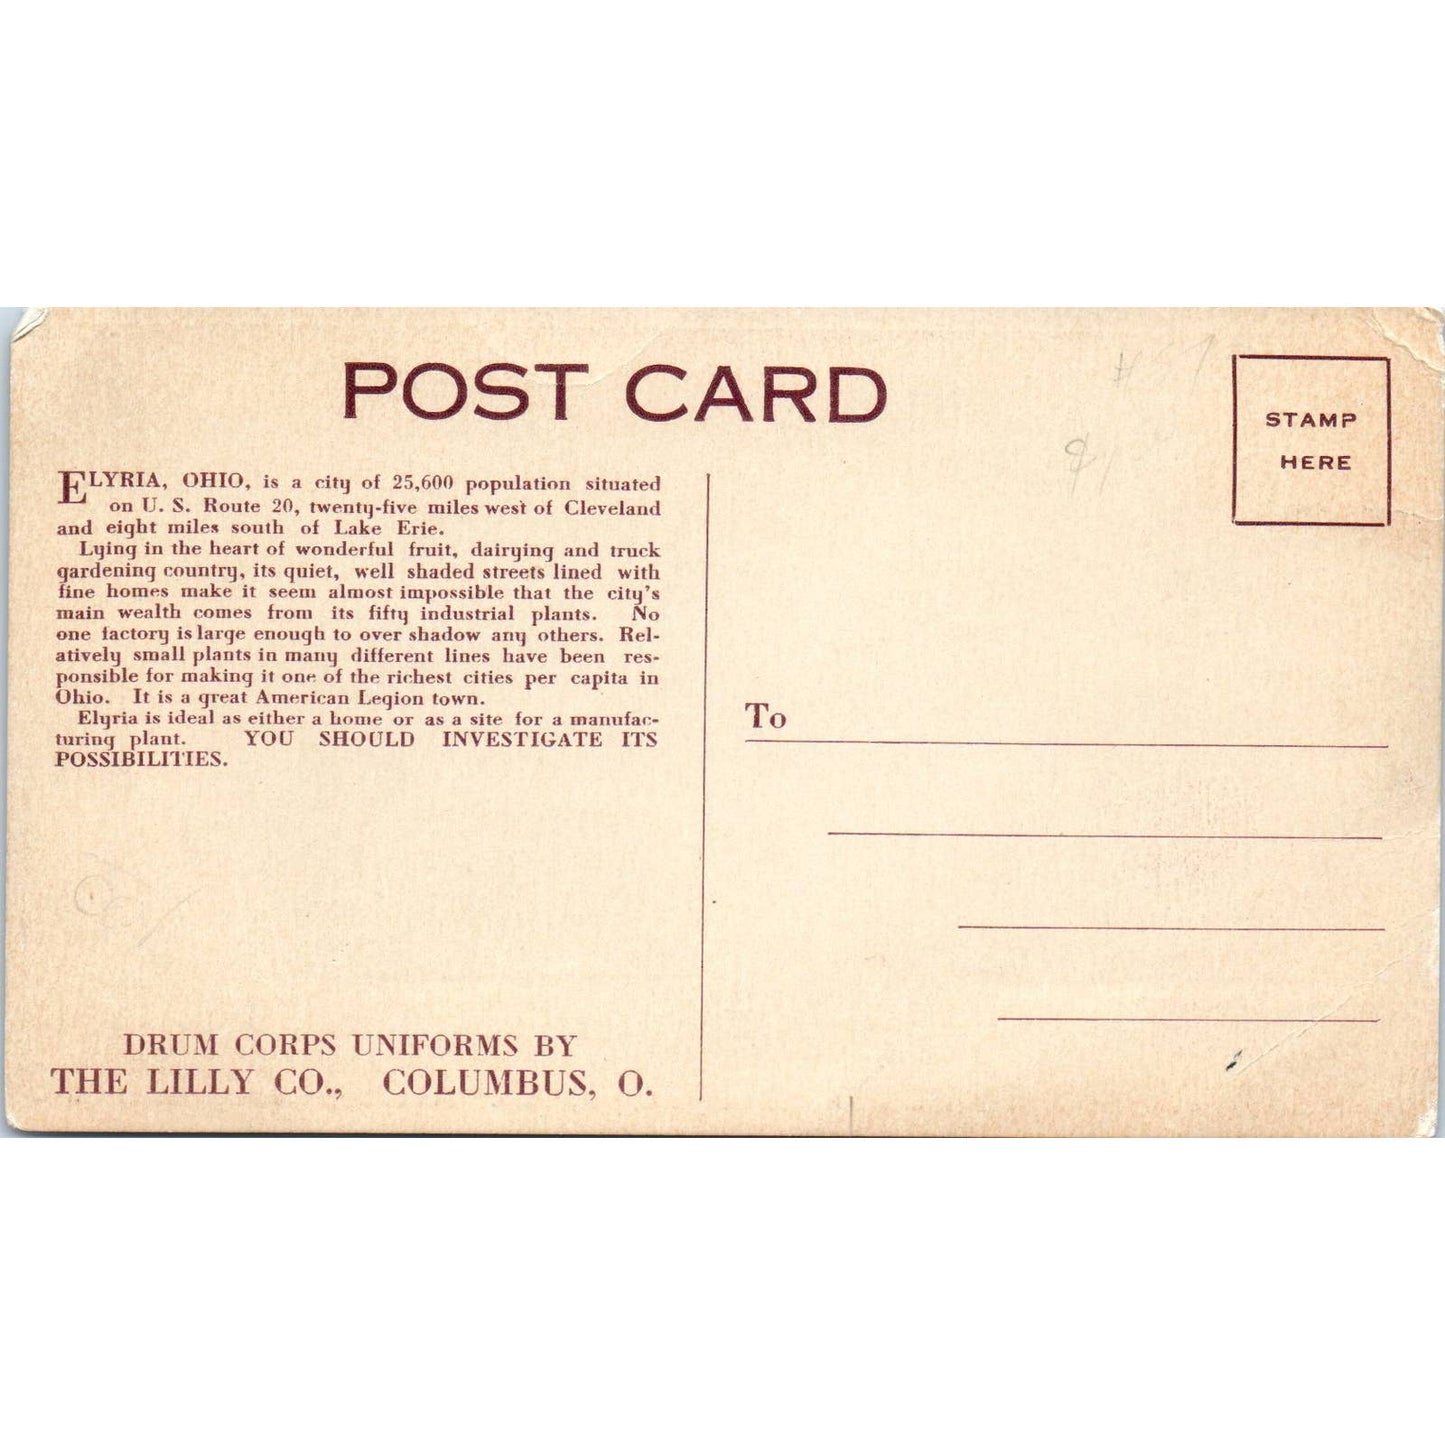 POST CARD
STAMP
HERE
ELYRIA, OHIO, is a city of 25,600 population situated
on U. S. Route 20, twenty-five miles west of Cleveland
and eight miles south of Lake Erie.
Lying in the heart of wonderful fruit, dairying and truck
gardening country, its quiet, well shaded streets lined with
fine homes make it seem almost impossible that the city's
main wealth comes from its fifty industrial plants. No
one factory is large enough to over shadow any others. Rel-
atively small plants in many different lines have been res-
ponsible for making it one of the richest cities per capita in
Ohio. It is a great American Legion town.
Elyria is ideal as either a home or as a site for a manufac-
turing plant. YOU SHOULD INVESTIGATE ITS
POSSIBILITIES.
To
DRUM CORPS UNIFORMS BY
THE LILLY CO., COLUMBUS, O.